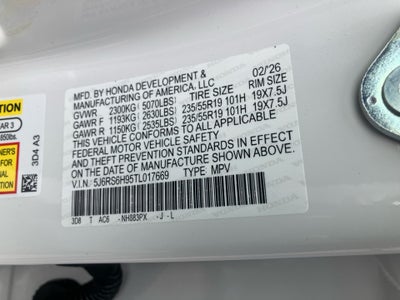 MFD. BY HONDA DEVELOPMENT &
MANUFACTURING OF AMERICA, LLC 02/'26
GVWR 2300KG( 5070LBS) TIRE SIZE RIM SIZE
GAWR F 1193KG( 2630LBS) 235/55R19 101H 19X7.5J
GAWR R 1150KG( 2535LBS) 235/55R19 101H 19X7.5J
THIS VEHICLE CONFORMS TO ALL APPLICABLE
FEDERAL MOTOR VEHICLE SAFETY, BUMPER,
AND THEFT PREVENTION STANDARDS IN EFFECT
ON THE DATE OF MANUFACTURE SHOWN ABOVE.
V.I.N.: 5J6RS6H95TL017669 TYPE: MPV
3D8 T AC6 -NH883PX -J -L
3D4 A3